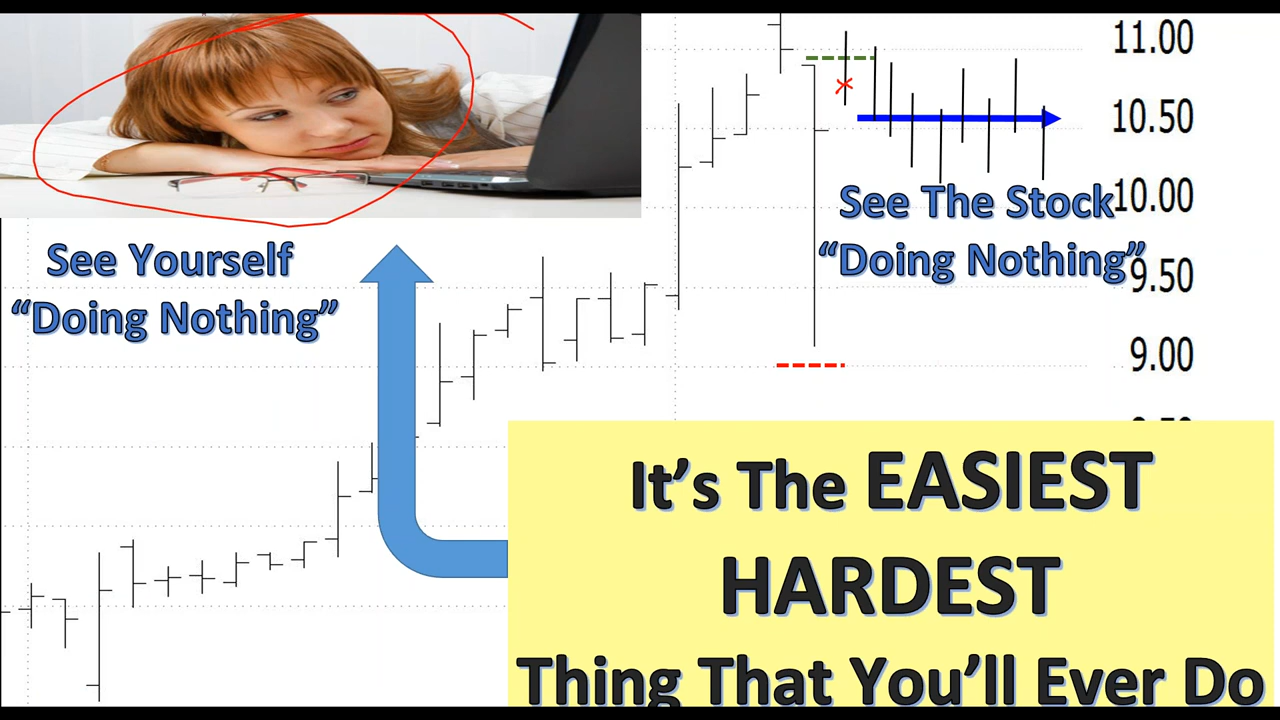 11.00
10.50
See The Stock
10.00
“Doing Nothing”
9.50
See Yourself
“Doing Nothing”
9.00
It’s The EASIEST
HARDEST
Thing That You’ll Ever Do